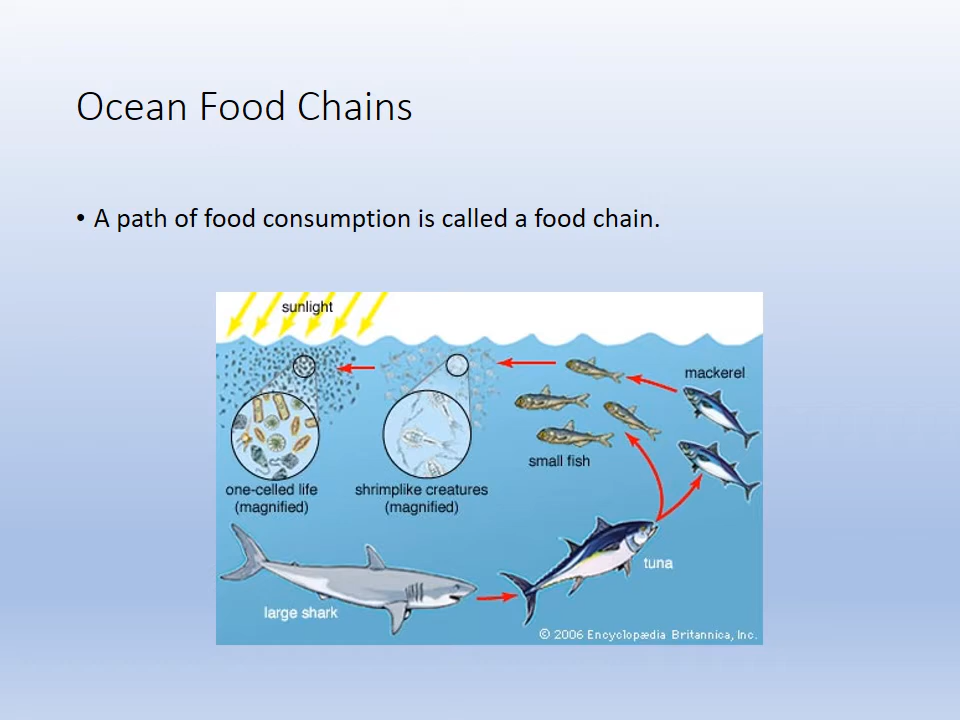 Ocean Food Chains
• A path of food consumption is called a food chain.
sunlight
mackerel
small fish
one-celled life
(magnified)
shrimplike creatures
(magnified)
tuna
large shark
© 2006 Encyclopædia Britannica, Inc.